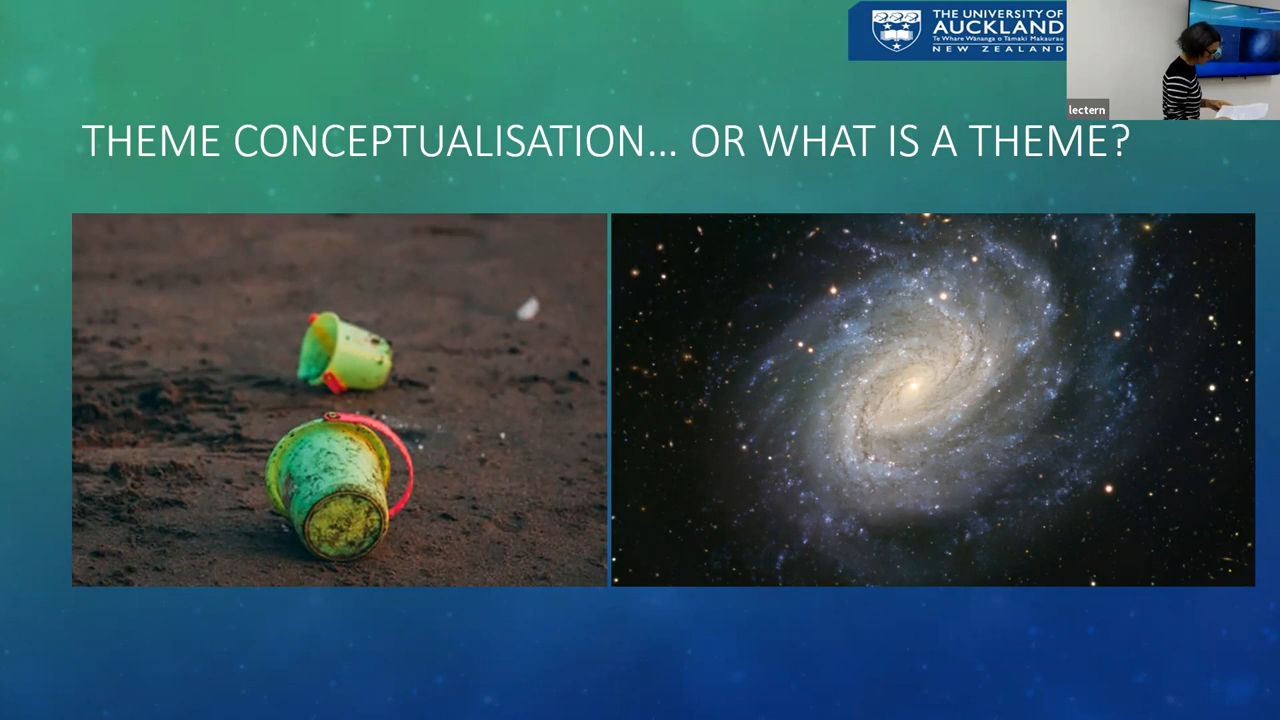 THE UNIVERSITY OF
AUCKLAND
Te Whare Wānanga o Tāmaki Makaurau
NEW ZEALAND
lectern
THEME CONCEPTUALISATION... OR WHAT IS A THEME?